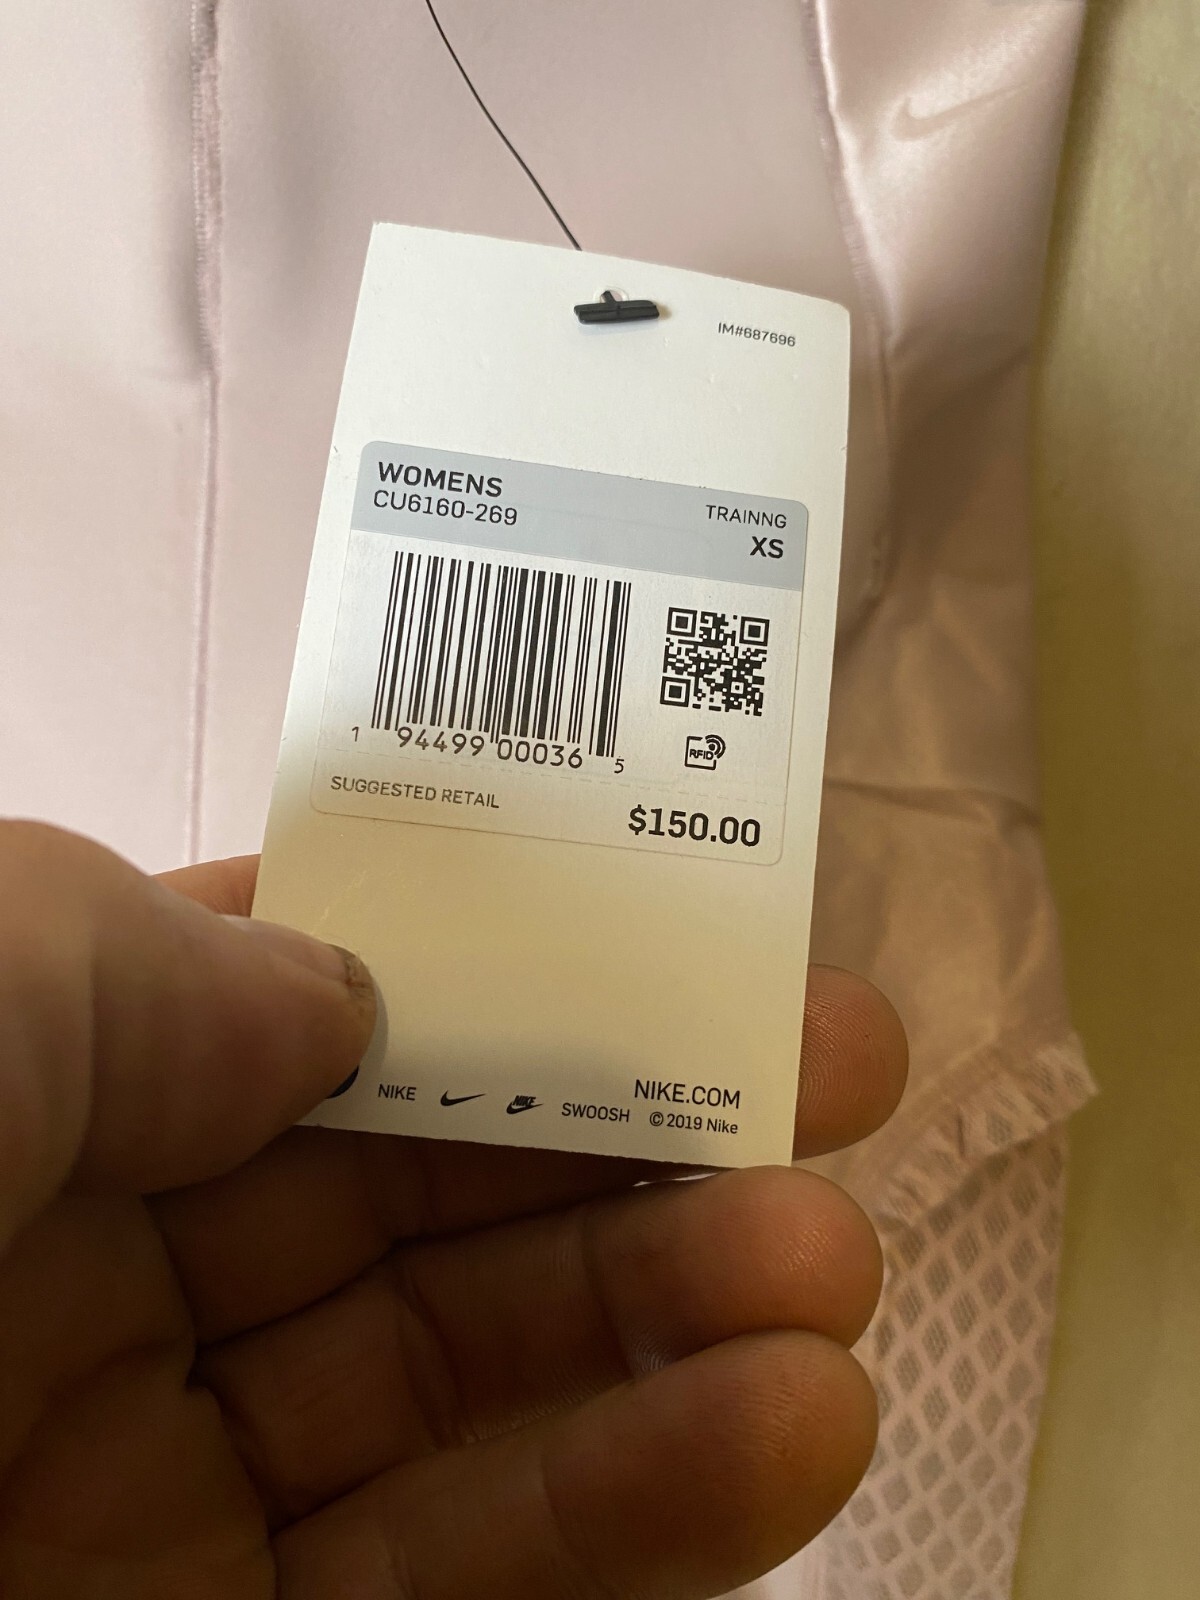 IM#687696
WOMENS
CU6160-269
TRAINNG
XS
1 94499 00036 5
RFID
SUGGESTED RETAIL
$150.00
NIKE NIKE SWOOSH
NIKE.COM
© 2019 Nike